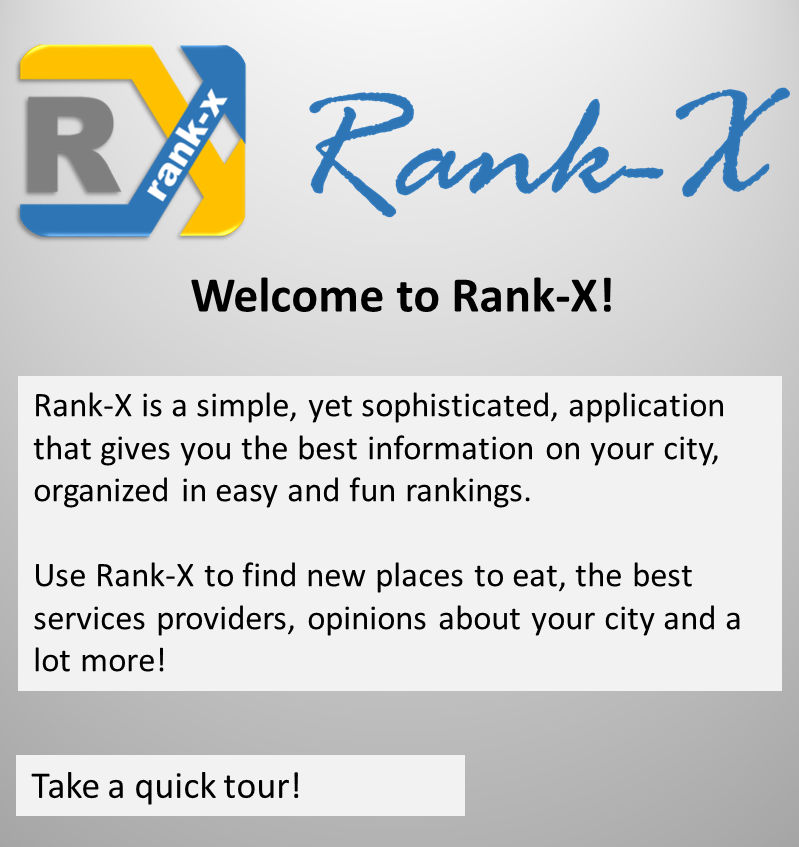 R
rank-x
Rank-X
Welcome to Rank-X!
Rank-X is a simple, yet sophisticated, application
that gives you the best information on your city,
organized in easy and fun rankings.
Use Rank-X to find new places to eat, the best
services providers, opinions about your city and a
lot more!
Take a quick tour!